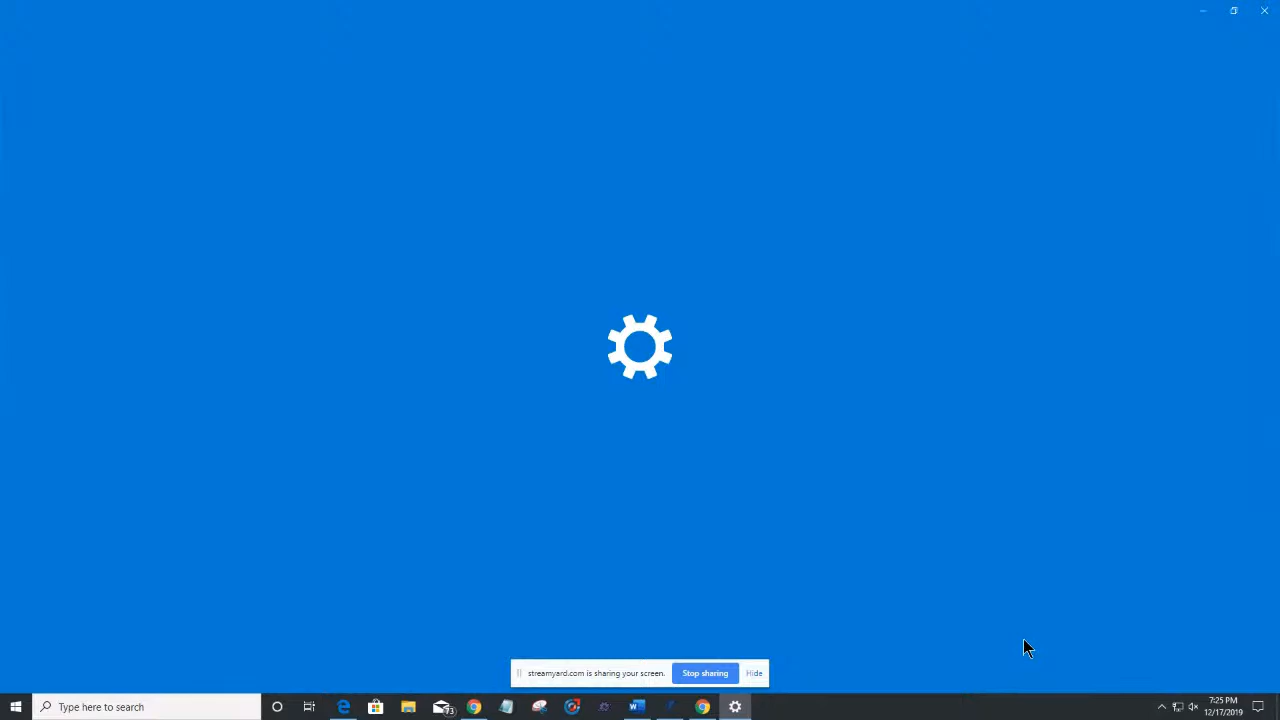 streamyard.com is sharing your screen.
Stop sharing
Hide
Type here to search
73
7:25 PM
12/17/2019